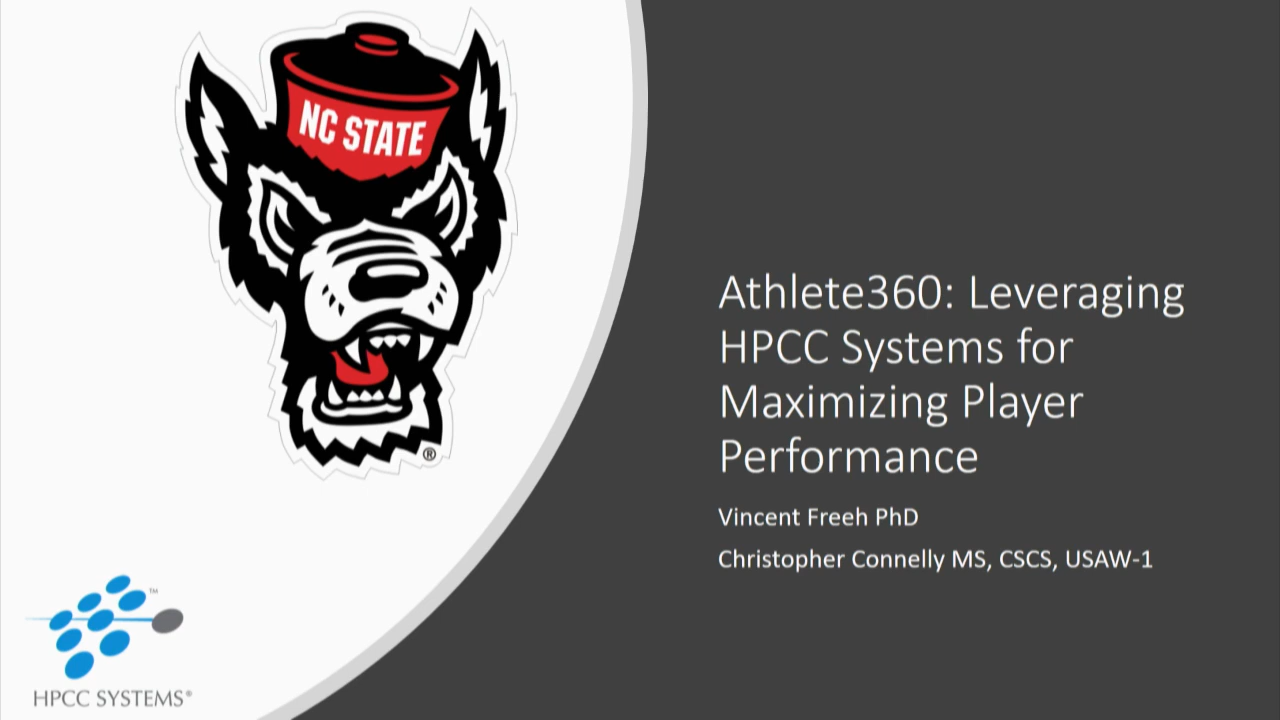 NC STATE
®
Athlete360: Leveraging
HPCC Systems for
Maximizing Player
Performance
Vincent Freeh PhD
Christopher Connelly MS, CSCS, USAW-1
™
HPCC SYSTEMS®